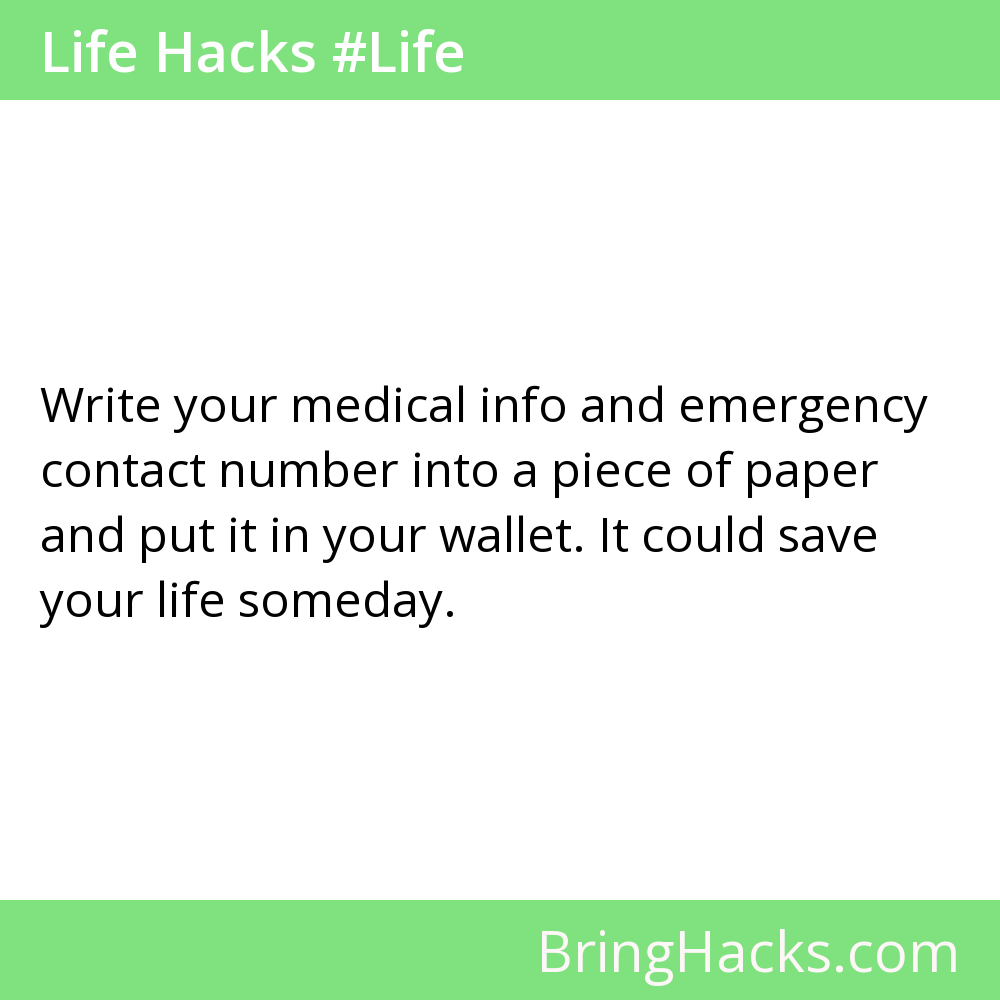 Life Hacks #Life
Write your medical info and emergency
contact number into a piece of paper
and put it in your wallet. It could save
your life someday.
BringHacks.com